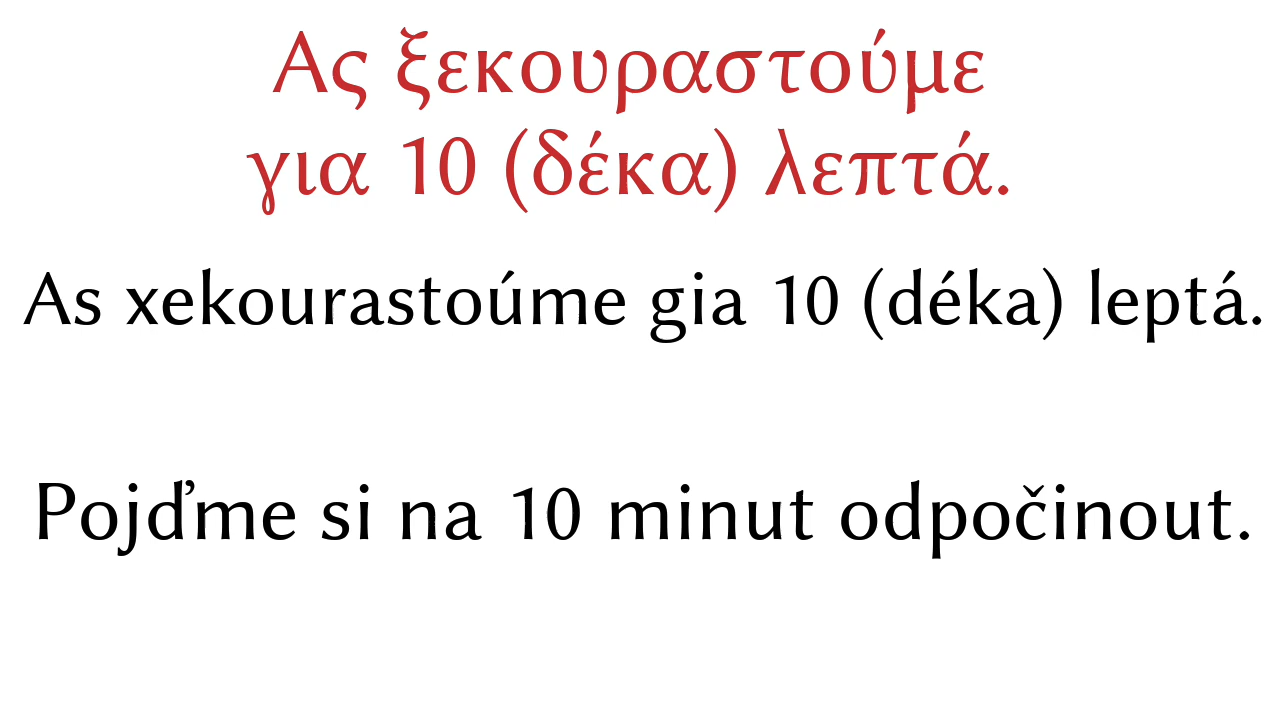 Ας ξεκουραστούμε
για 10 (δέκα) λεπτά.
As xekourastoúme gia 10 (déka) leptá.
Pojďme si na 10 minut odpočinout.